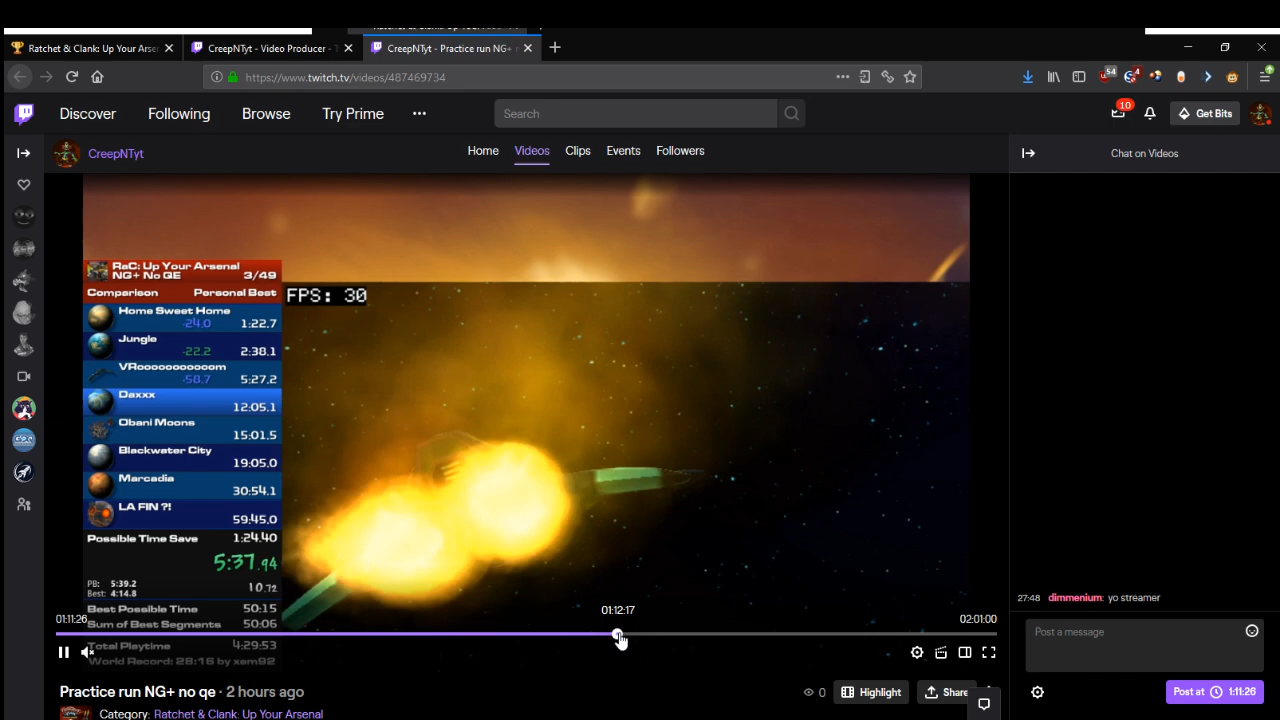 Ratchet & Clank: Up Your Arse
CreepNTyt - Video Producer - T
CreepNTyt - Practice run NG+
https://www.twitch.tv/videos/487469734
54
4
Discover
Following
Browse
Try Prime
Search
10
Get Bits
CreepNTyt
Home
Videos
Clips
Events
Followers
Chat on Videos
RaC: Up Your Arsenal
NG+ No QE 3/49
Comparison Personal Best
Home Sweet Home
-24.0 1:22.7
Jungle
-22.2 2:38.1
VRooooooooocom
-58.7 5:27.2
Daxxx
12:05.1
Obani Moons
15:01.5
Blackwater City
19:05.0
Marcadia
30:54.1
LA FIN ?!
59:45.0
Possible Time Save 1:24.40
5:37.94
PB: 5:39.2
Best: 4:14.8 10.72
Best Possible Time 50:15
Sum of Best Segments 50:06
Total Playtime 4:29:53
World Record: 28:16 by xem92
FPS: 30
01:12:17
01:11:26
02:01:00
27:48 dimmenium: yo streamer
Post a message
Post at 1:11:26
Practice run NG+ no qe · 2 hours ago
0
Highlight
Share
Category: Ratchet & Clank: Up Your Arsenal